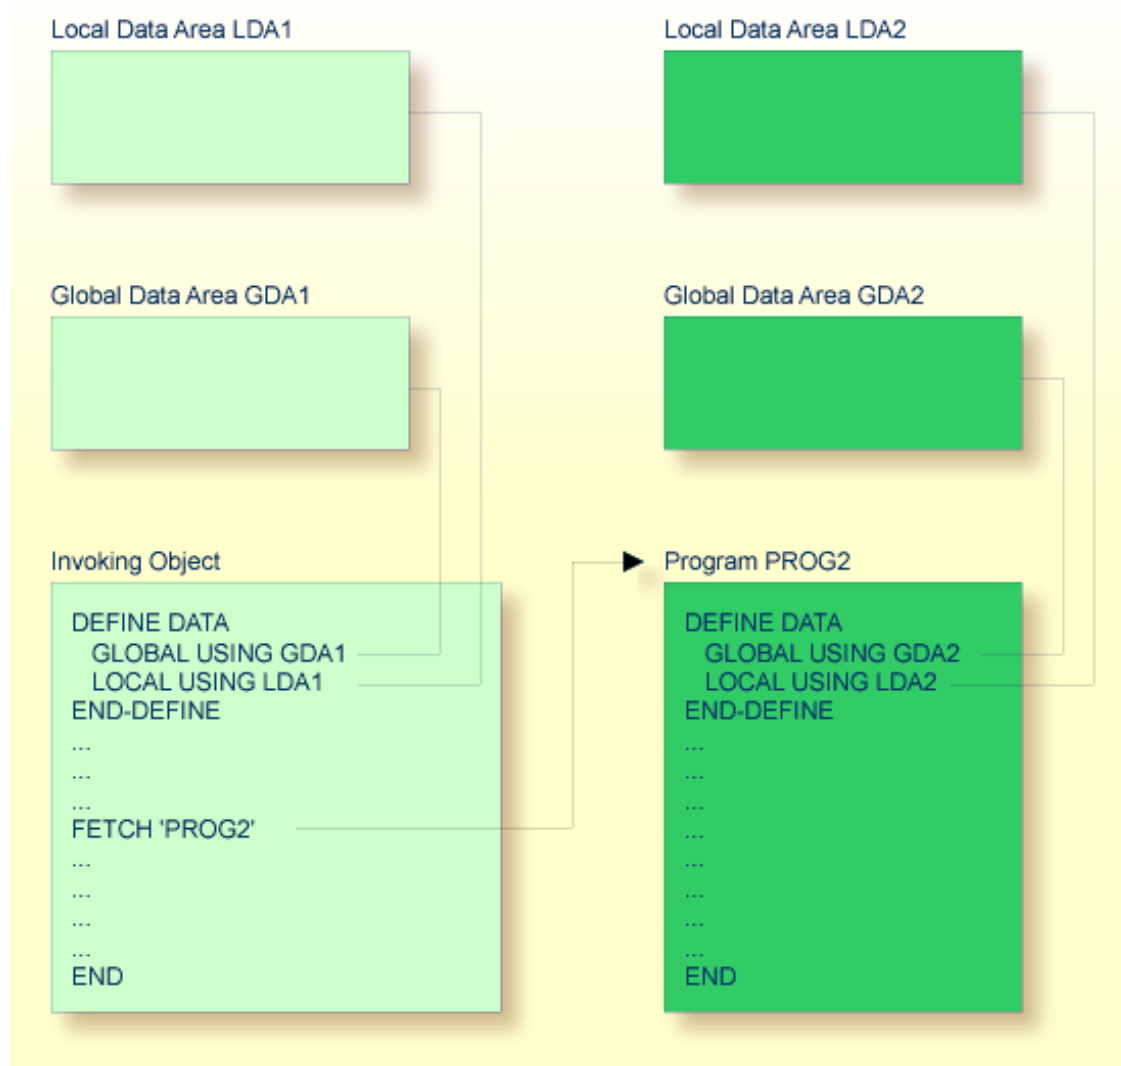 Local Data Area LDA1
Local Data Area LDA2
Global Data Area GDA1
Global Data Area GDA2
Invoking Object
DEFINE DATA
GLOBAL USING GDA1
LOCAL USING LDA1
END-DEFINE
...
...
...
FETCH 'PROG2'
...
...
...
...
END
Program PROG2
DEFINE DATA
GLOBAL USING GDA2
LOCAL USING LDA2
END-DEFINE
...
...
...
...
...
...
...
...
END